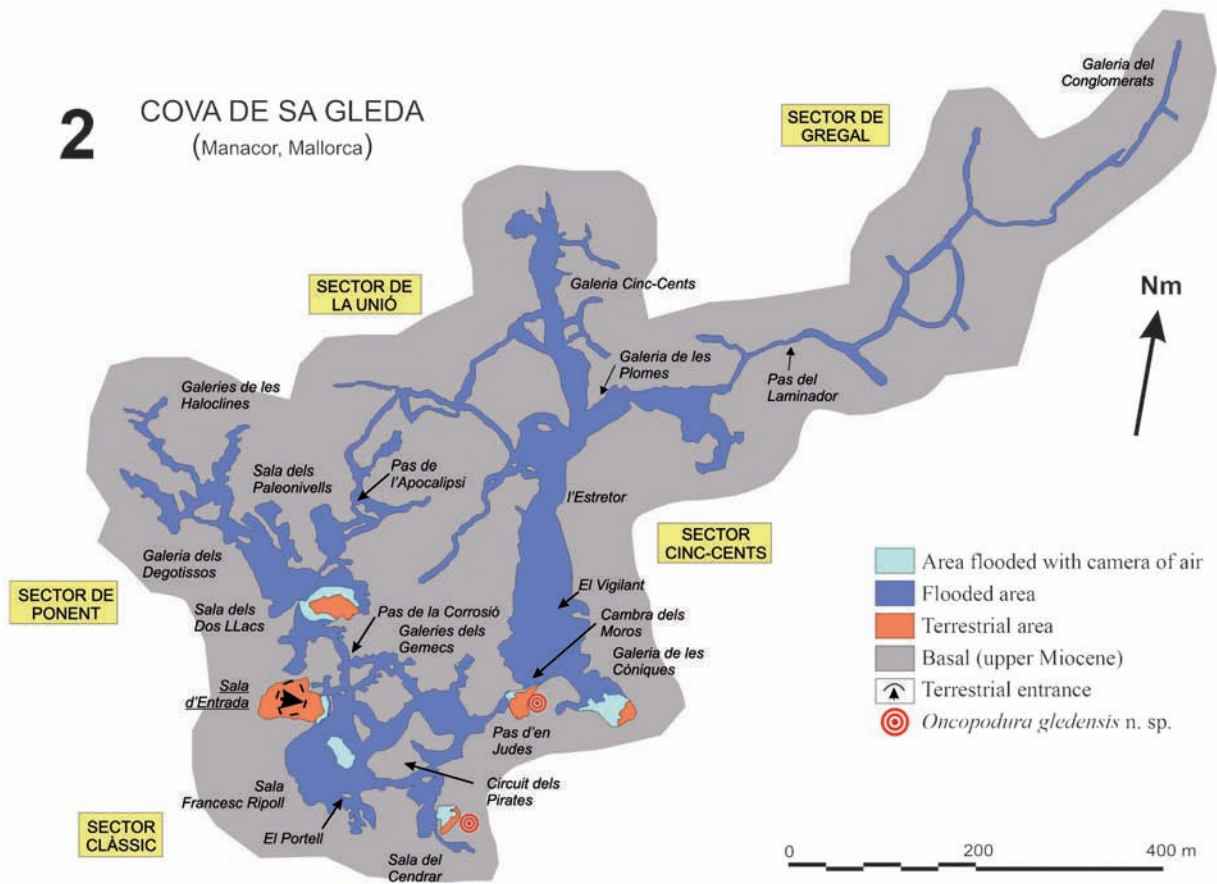 2
COVA DE SA GLEDA
(Manacor, Mallorca)
Galeria del
Conglomerats
SECTOR DE
GREGAL
SECTOR DE
LA UNIÓ
Galeria Cinc-Cents
Nm
Galeria de les
Plomes
Pas del
Laminador
Galeries de les
Haloclines
Sala dels
Paleonivells
Pas de
l'Apocalipsi
l'Estretor
SECTOR
CINC-CENTS
Galeria dels
Degotissos
SECTOR DE
PONENT
Sala dels
Dos LLacs
Pas de la Corrosiò
Galeries dels
Gemecs
El Vigilant
Cambra dels
Moros
Galeria de les
Còniques
Sala
d'Entrada
Pas d'en
Judes
Sala
Francesc Ripoll
Circuit dels
Pirates
El Portell
SECTOR
CLÀSSIC
Sala del
Cendrar
Area flooded with camera of air
Flooded area
Terrestrial area
Basal (upper Miocene)
Terrestrial entrance
Oncopodura gledensis n. sp.
0 200 400 m